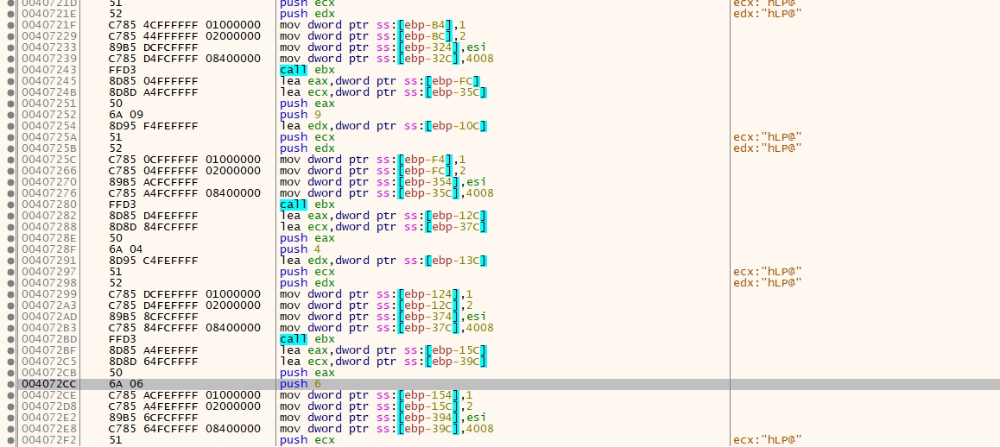 0040721D 51 push ecx ecx:"hLP@"
0040721E 52 push edx edx:"hLP@"
0040721F C785 4CFFFFFF 01000000 mov dword ptr ss:[ebp-B4],1
00407229 C785 44FFFFFF 02000000 mov dword ptr ss:[ebp-BC],2
00407233 89B5 DCFCFFFF mov dword ptr ss:[ebp-324],esi
00407239 C785 D4FCFFFF 08400000 mov dword ptr ss:[ebp-32C],4008
00407243 FFD3 call ebx
00407245 8D85 04FFFFFF lea eax,dword ptr ss:[ebp-FC]
0040724B 8D8D A4FCFFFF lea ecx,dword ptr ss:[ebp-35C]
00407251 50 push eax
00407252 6A 09 push 9
00407254 8D95 F4FEFFFF lea edx,dword ptr ss:[ebp-10C]
0040725A 51 push ecx ecx:"hLP@"
0040725B 52 push edx edx:"hLP@"
0040725C C785 0CFFFFFF 01000000 mov dword ptr ss:[ebp-F4],1
00407266 C785 04FFFFFF 02000000 mov dword ptr ss:[ebp-FC],2
00407270 89B5 ACFCFFFF mov dword ptr ss:[ebp-354],esi
00407276 C785 A4FCFFFF 08400000 mov dword ptr ss:[ebp-35C],4008
00407280 FFD3 call ebx
00407282 8D85 D4FEFFFF lea eax,dword ptr ss:[ebp-12C]
00407288 8D8D 84FCFFFF lea ecx,dword ptr ss:[ebp-37C]
0040728E 50 push eax
0040728F 6A 04 push 4
00407291 8D95 C4FEFFFF lea edx,dword ptr ss:[ebp-13C]
00407297 51 push ecx ecx:"hLP@"
00407298 52 push edx edx:"hLP@"
00407299 C785 DCFEFFFF 01000000 mov dword ptr ss:[ebp-124],1
004072A3 C785 D4FEFFFF 02000000 mov dword ptr ss:[ebp-12C],2
004072AD 89B5 8CFCFFFF mov dword ptr ss:[ebp-374],esi
004072B3 C785 84FCFFFF 08400000 mov dword ptr ss:[ebp-37C],4008
004072BD FFD3 call ebx
004072BF 8D85 A4FEFFFF lea eax,dword ptr ss:[ebp-15C]
004072C5 8D8D 64FCFFFF lea ecx,dword ptr ss:[ebp-39C]
004072CB 50 push eax
004072CC 6A 06 push 6
004072CE C785 ACFEFFFF 01000000 mov dword ptr ss:[ebp-154],1
004072D8 C785 A4FEFFFF 02000000 mov dword ptr ss:[ebp-15C],2
004072E2 89B5 6CFCFFFF mov dword ptr ss:[ebp-394],esi
004072E8 C785 64FCFFFF 08400000 mov dword ptr ss:[ebp-39C],4008
004072F2 51 push ecx ecx:"hLP@"